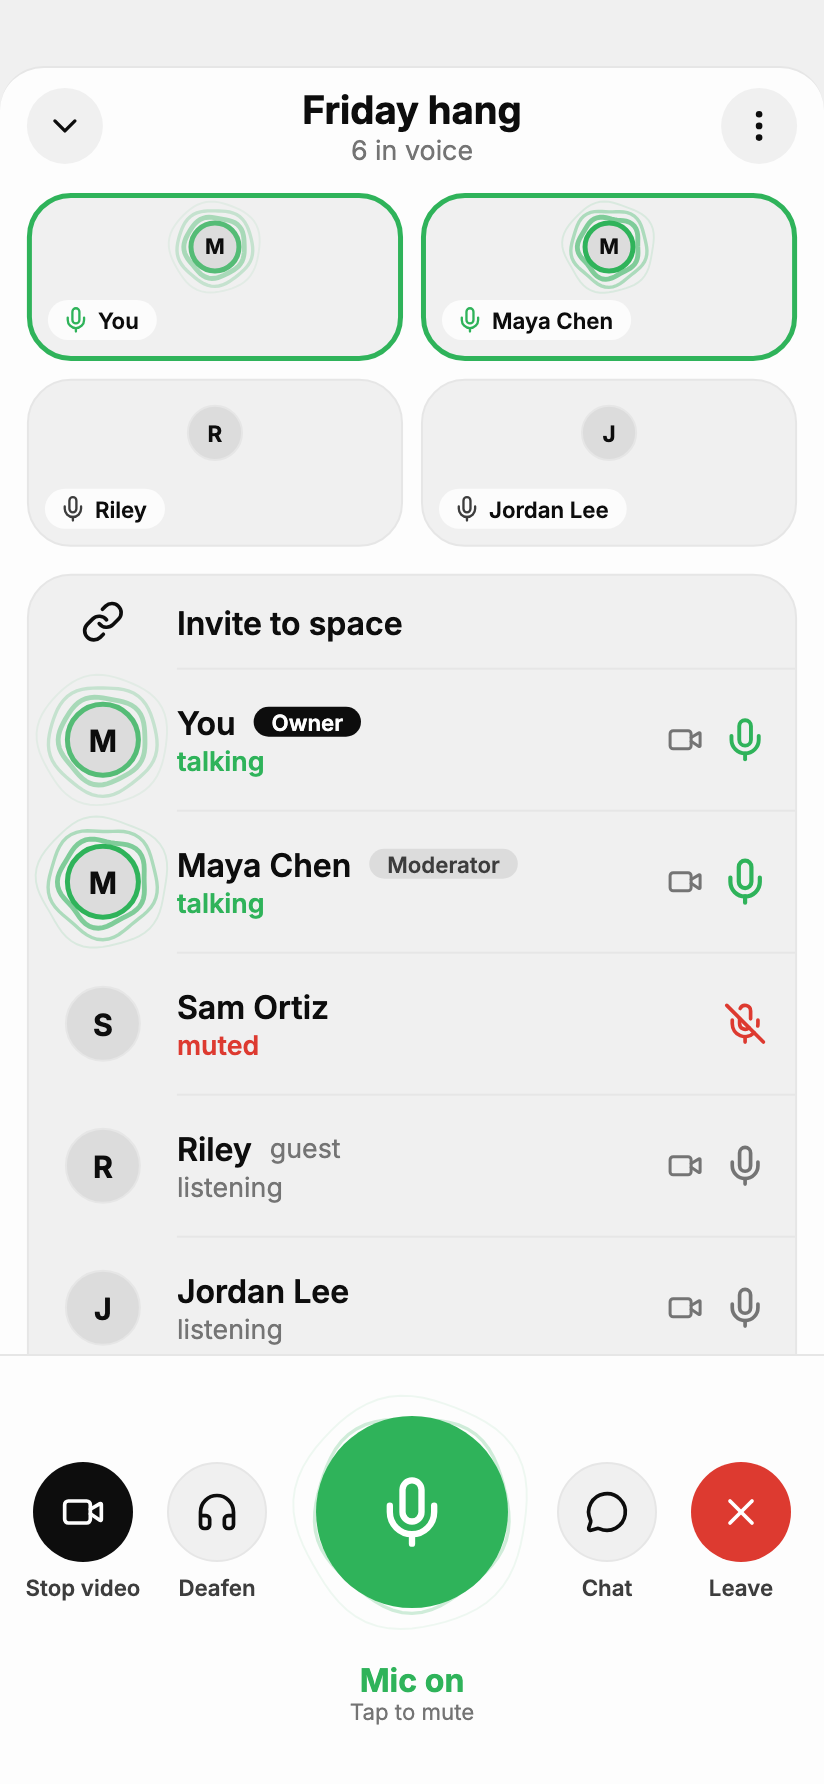 Friday hang
6 in voice
M
You
M
Maya Chen
R
Riley
J
Jordan Lee
Invite to space
M
You Owner
talking
M
Maya Chen Moderator
talking
S
Sam Ortiz
muted
R
Riley guest
listening
J
Jordan Lee
listening
Stop video
Deafen
Chat
Leave
Mic on
Tap to mute